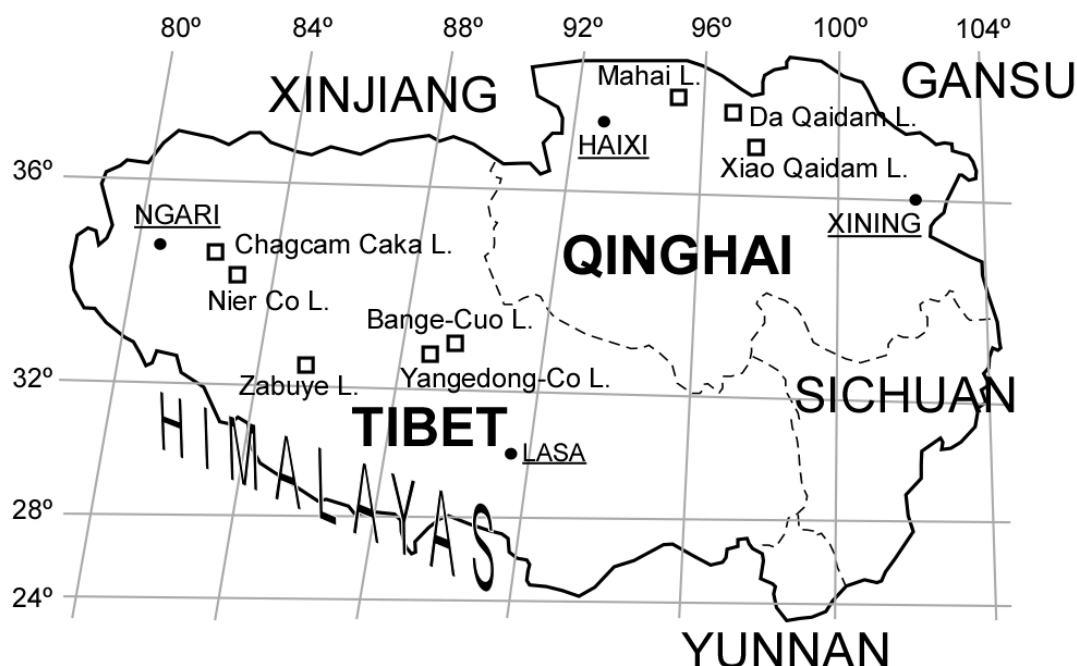 80º 84º 88º 92º 96º 100º 104º
XINJIANG
GANSU
Mahai L.
Da Qaidam L.
HAIXI
Xiao Qaidam L.
36º
NGARI
XINING
Chagcam Caka L.
QINGHAI
Nier Co L.
Bange-Cuo L.
Yangedong-Co L.
32º
Zabuye L.
SICHUAN
TIBET
LASA
HIMALAYAS
28º
24º
YUNNAN